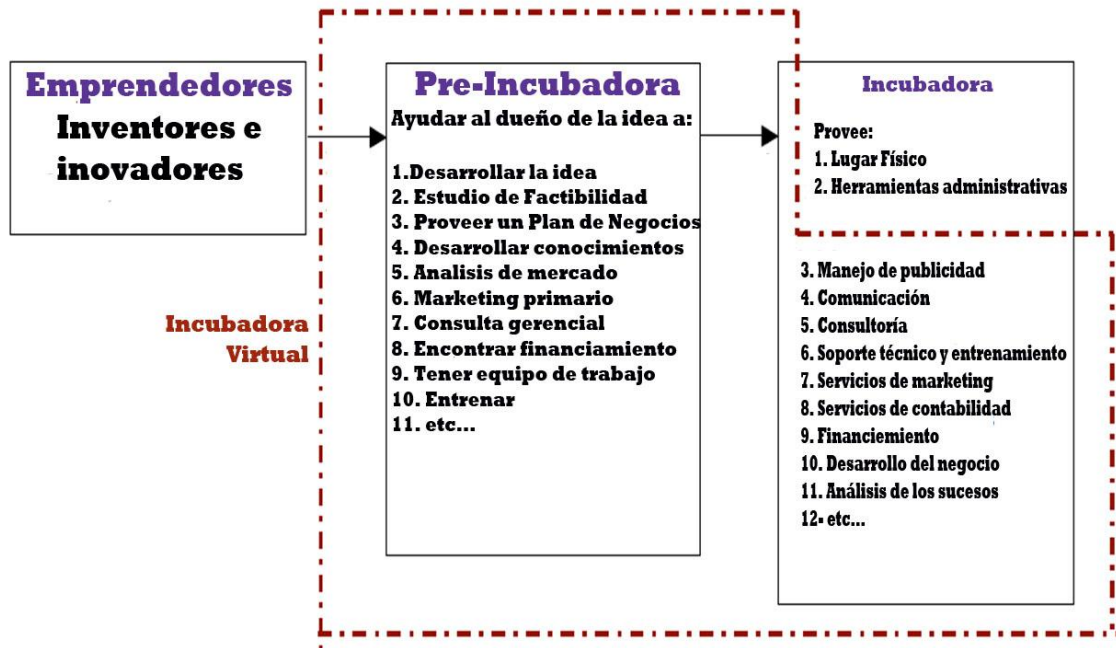 Emprendedores
Inventores e
inovadores
Pre-Incubadora
Ayudar al dueño de la idea a:
1.Desarrollar la idea
2. Estudio de Factibilidad
3. Proveer un Plan de Negocios
4. Desarrollar conocimientos
5. Analisis de mercado
6. Marketing primario
7. Consulta gerencial
8. Encontrar financiamiento
9. Tener equipo de trabajo
10. Entrenar
11. etc...
Incubadora
Provee:
1. Lugar Físico
2. Herramientas administrativas
3. Manejo de publicidad
4. Comunicación
5. Consultoría
6. Soporte técnico y entrenamiento
7. Servicios de marketing
8. Servicios de contabilidad
9. Financiemiento
10. Desarrollo del negocio
11. Análisis de los sucesos
12- etc...
Incubadora
Virtual